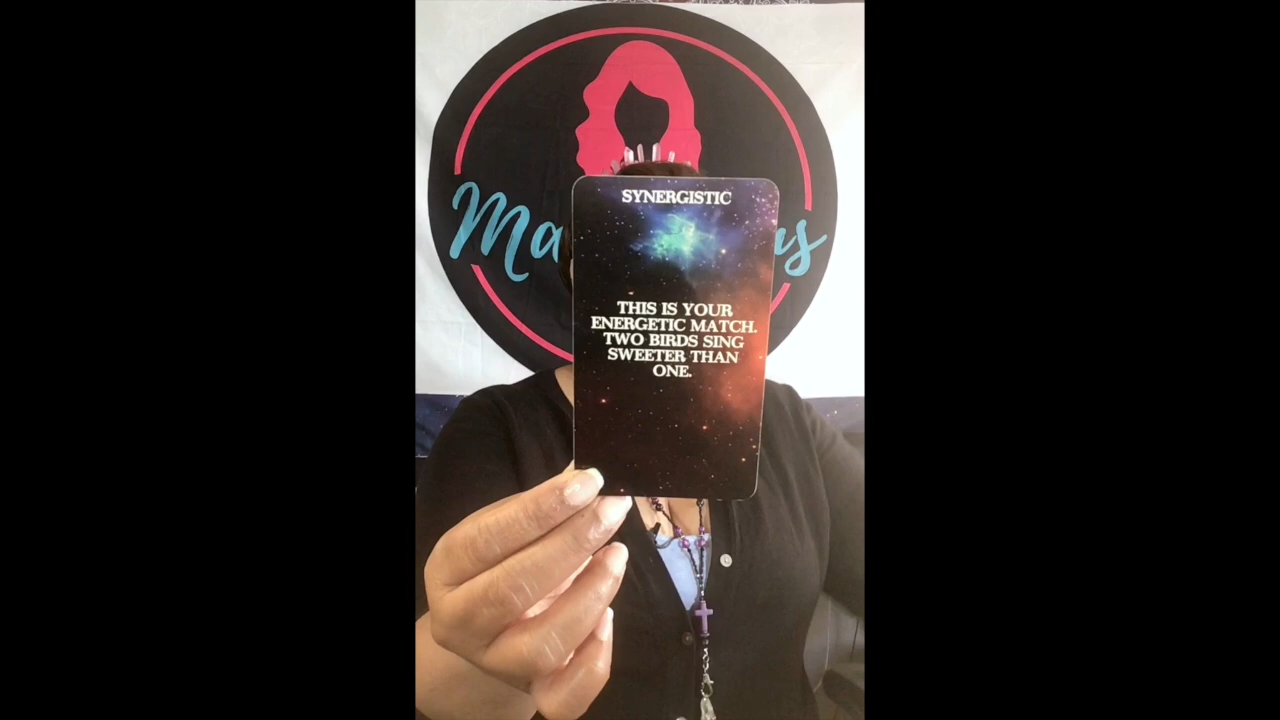 SYNERGISTIC
THIS IS YOUR
ENERGETIC MATCH.
TWO BIRDS SING
SWEETER THAN
ONE.